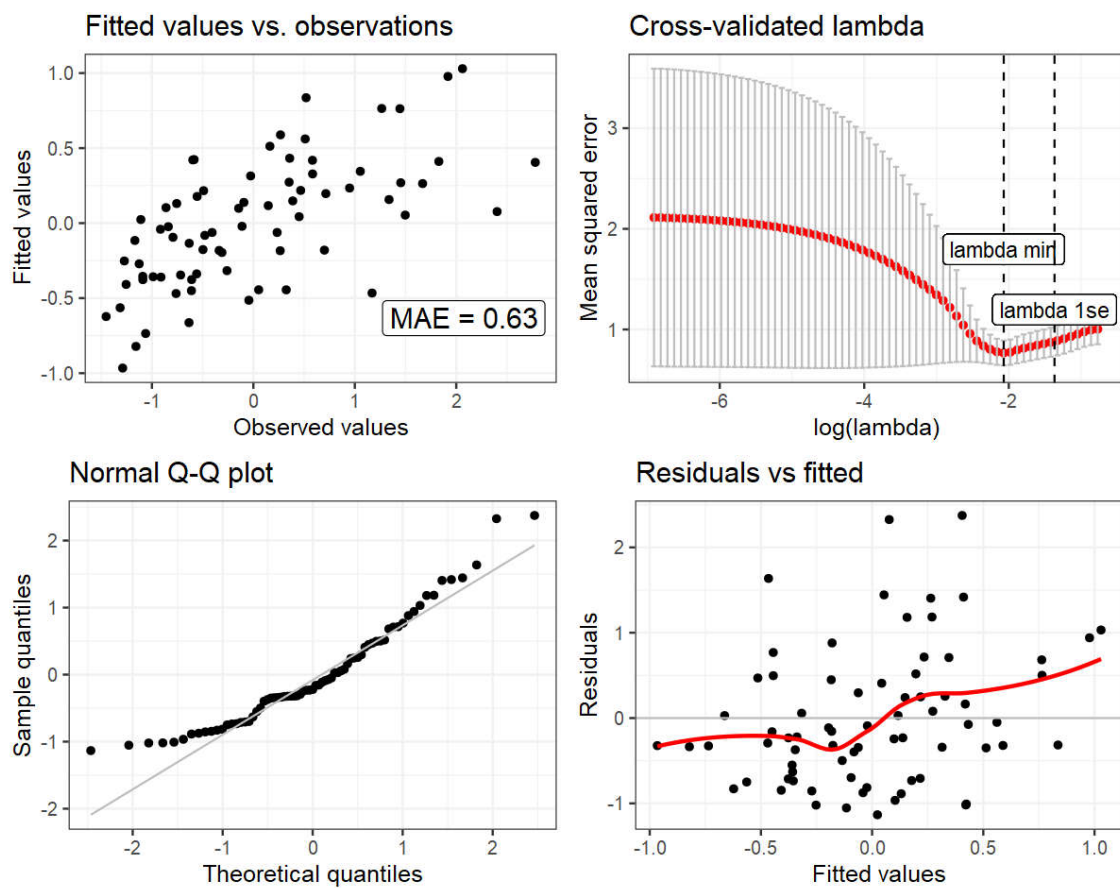 Fitted values vs. observations
Fitted values
1.0
0.5
0.0
-0.5
-1.0
MAE = 0.63
-1
0
1
2
Observed values
Cross-validated lambda
Mean squared error
3
2
1
lambda min
lambda 1se
-6
-4
-2
log(lambda)
Normal Q-Q plot
Sample quantiles
2
1
0
-1
-2
-2
-1
0
1
2
Theoretical quantiles
Residuals vs fitted
Residuals
2
1
0
-1
-1.0
-0.5
0.0
0.5
1.0
Fitted values